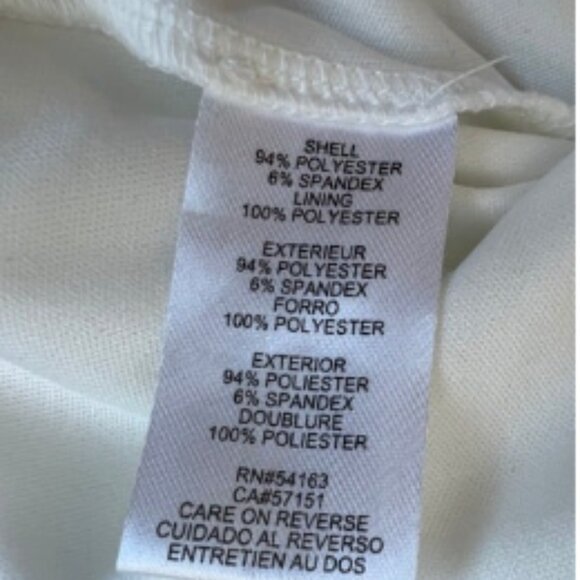 SHELL
94% POLYESTER
6% SPANDEX
LINING
100% POLYESTER
EXTERIEUR
94% POLYESTER
6% SPANDEX
FORRO
100% POLYESTER
EXTERIOR
94% POLIESTER
6% SPANDEX
DOUBLURE
100% POLIESTER
RN#54163
CA#57151
CARE ON REVERSE
CUIDADO AL REVERSO
ENTRETIEN AU DOS